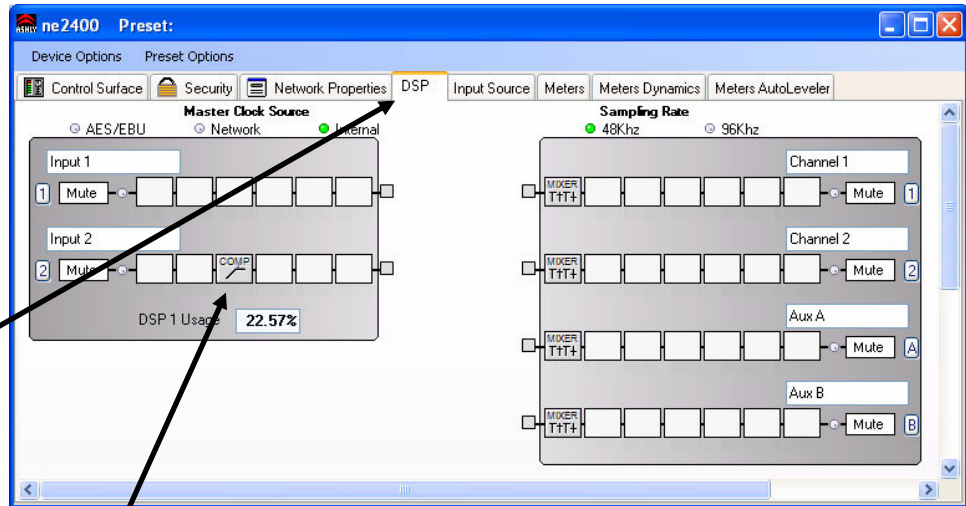 ASHLY ne2400 Preset:
Device Options Preset Options
Control Surface Security Network Properties DSP Input Source Meters Meters Dynamics Meters AutoLeveler
Master Clock Source Sampling Rate
AES/EBU Network Internal 48Khz 96Khz
Input 1 Channel 1
1 Mute MIXER Mute 1
Input 2 Channel 2
2 Mute COMP MIXER Mute 2
DSP 1 Usage 22.57% Aux A
MIXER Mute A
Aux B
MIXER Mute B